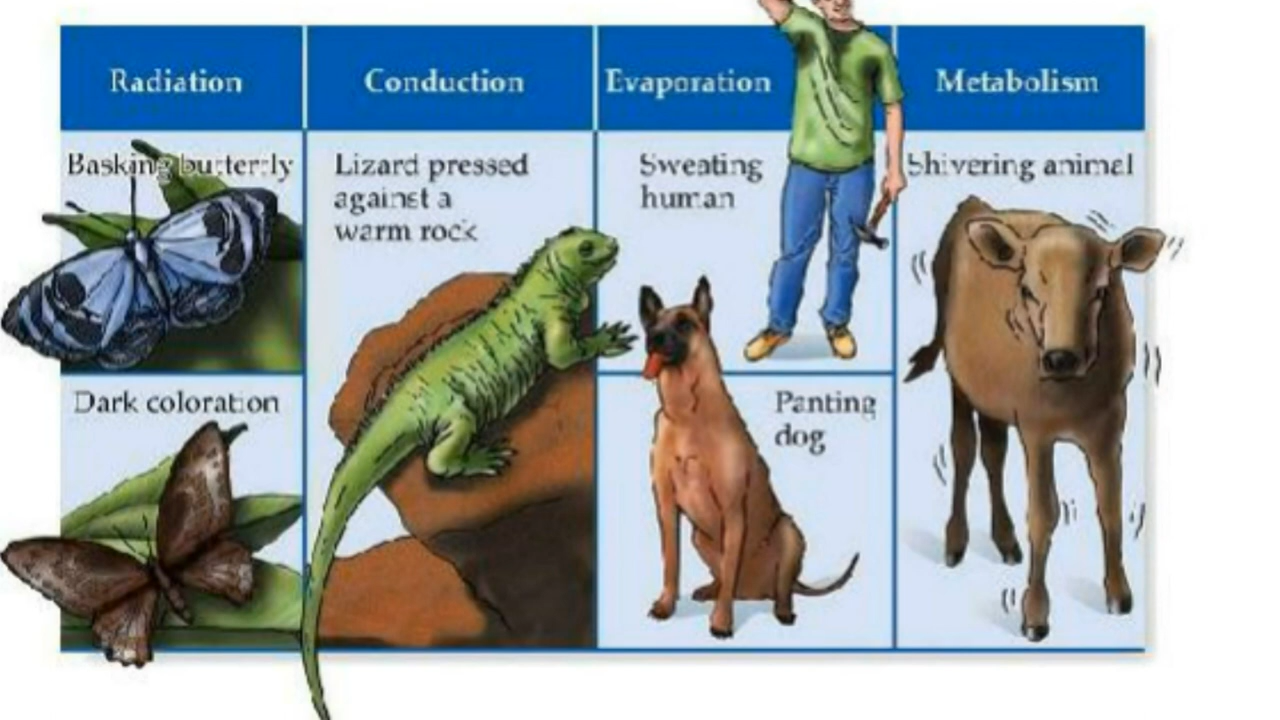 Radiation
Conduction
Evaporation
Metabolism
Basking butterfly
Dark coloration
Lizard pressed
against a
warm rock
Sweating
human
Panting
dog
Shivering animal